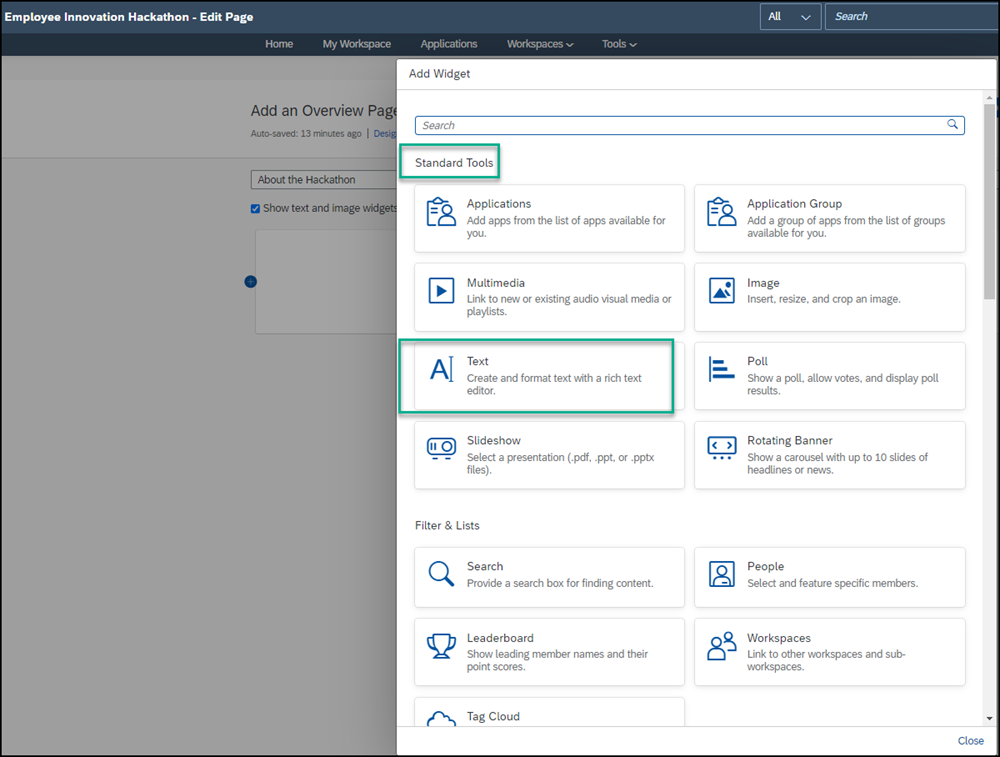 Employee Innovation Hackathon - Edit Page
All
Search
Home
My Workspace
Applications
Workspaces
Tools
Add Widget
Add an Overview Page
Auto-saved: 13 minutes ago
About the Hackathon
Show text and image widgets
Search
Standard Tools
Applications
Add apps from the list of apps available for
you.
Application Group
Add a group of apps from the list of groups
available for you.
Multimedia
Link to new or existing audio visual media or
playlists.
Image
Insert, resize, and crop an image.
Text
Create and format text with a rich text
editor.
Poll
Show a poll, allow votes, and display poll
results.
Slideshow
Select a presentation (.pdf, .ppt, or .pptx
files).
Rotating Banner
Show a carousel with up to 10 slides of
headlines or news.
Filter & Lists
Search
Provide a search box for finding content.
People
Select and feature specific members.
Leaderboard
Show leading member names and their
point scores.
Workspaces
Link to other workspaces and sub-
workspaces.
Tag Cloud
Close